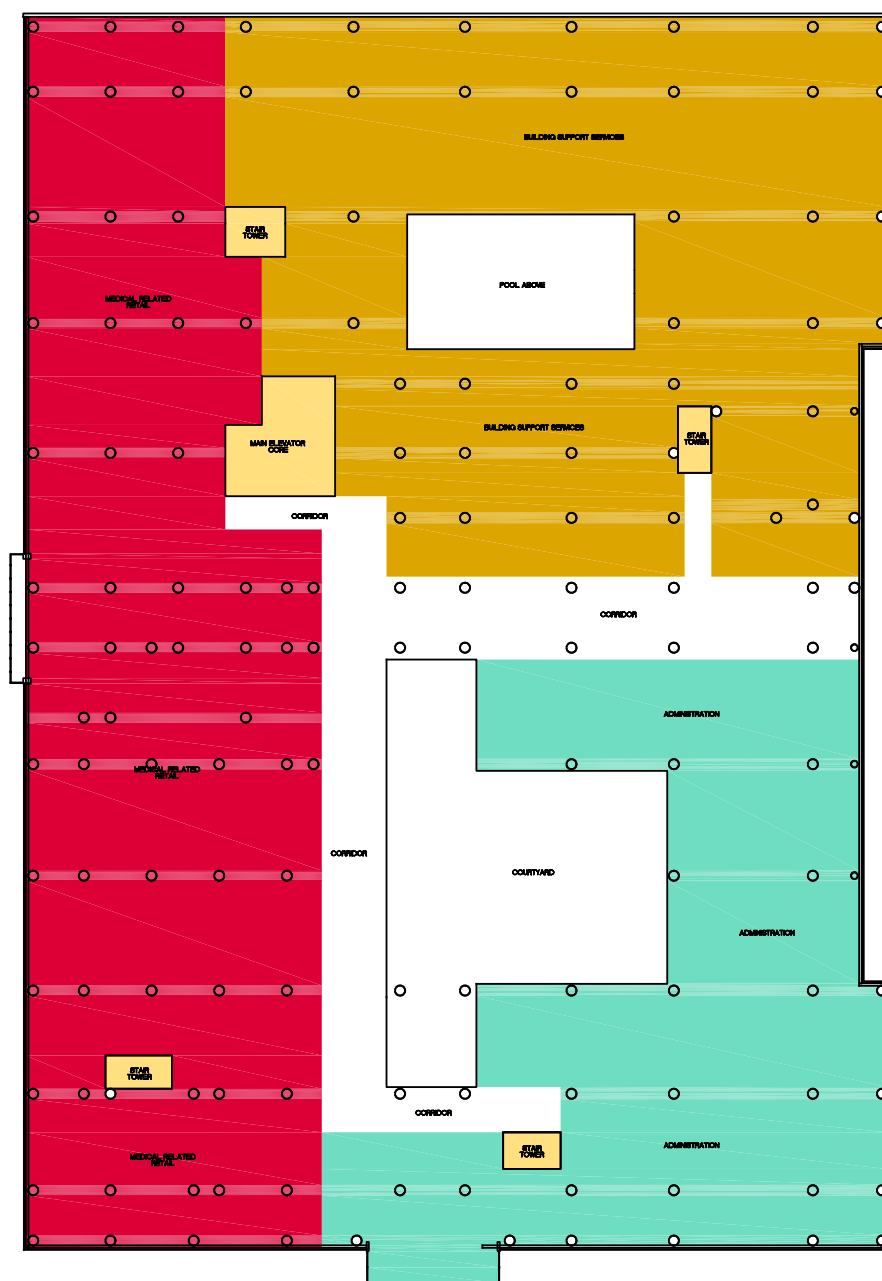 BUILDING SUPPORT SERVICES
STAIR
TOWER
POOL ABOVE
MEDICAL RELATED
RETAIL
BUILDING SUPPORT SERVICES
STAIR
TOWER
MAIN ELEVATOR
CORE
CORRIDOR
CORRIDOR
ADMINISTRATION
MEDICAL RELATED
RETAIL
CORRIDOR
COURTYARD
ADMINISTRATION
STAIR
TOWER
CORRIDOR
ADMINISTRATION
STAIR
TOWER
MEDICAL RELATED
RETAIL